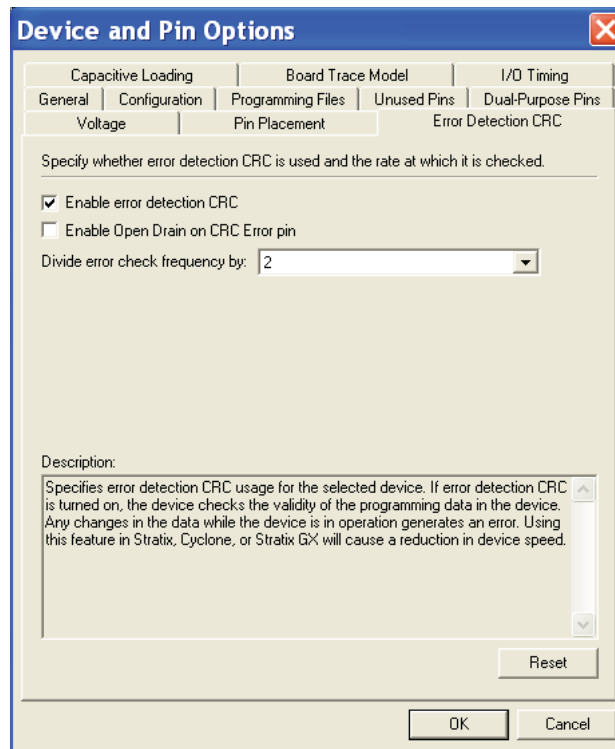 Device and Pin Options
Capacitive Loading Board Trace Model I/O Timing
General Configuration Programming Files Unused Pins Dual-Purpose Pins
Voltage Pin Placement Error Detection CRC
Specify whether error detection CRC is used and the rate at which it is checked.
Enable error detection CRC
Enable Open Drain on CRC Error pin
Divide error check frequency by: 2
Description:
Specifies error detection CRC usage for the selected device. If error detection CRC
is turned on, the device checks the validity of the programming data in the device.
Any changes in the data while the device is in operation generates an error. Using
this feature in Stratix, Cyclone, or Stratix GX will cause a reduction in device speed.
Reset
OK Cancel